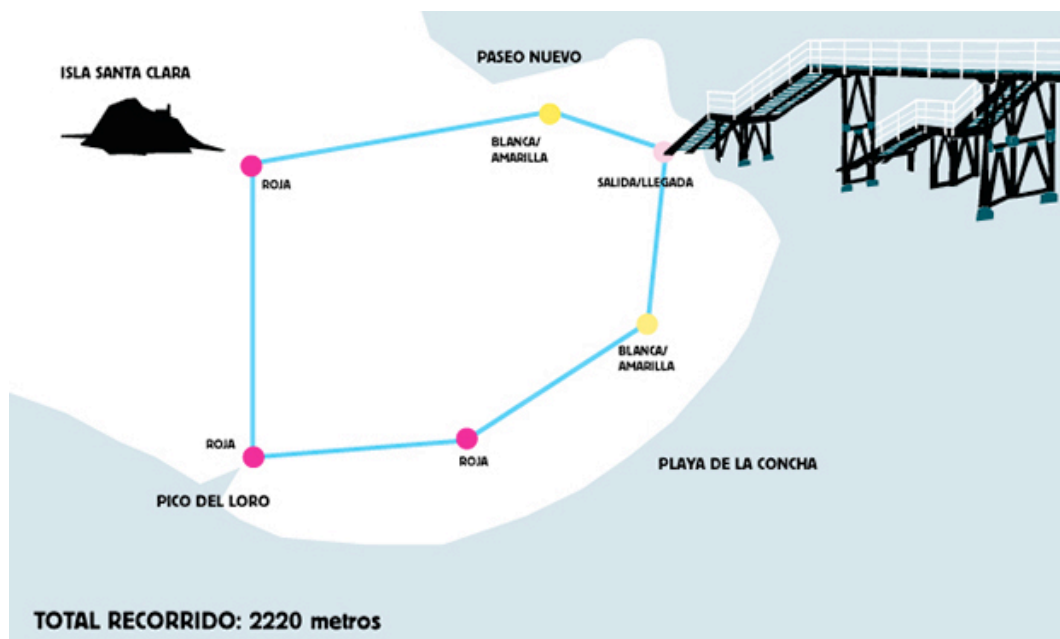 PASEO NUEVO
ISLA SANTA CLARA
BLANCA/
AMARILLA
ROJA
SALIDA/LLEGADA
BLANCA/
AMARILLA
ROJA
ROJA
PLAYA DE LA CONCHA
PICO DEL LORO
TOTAL RECORRIDO: 2220 metros